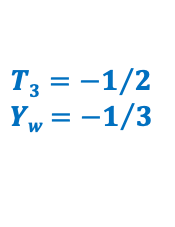 T₃ = −1/2
Y_w = −1/3